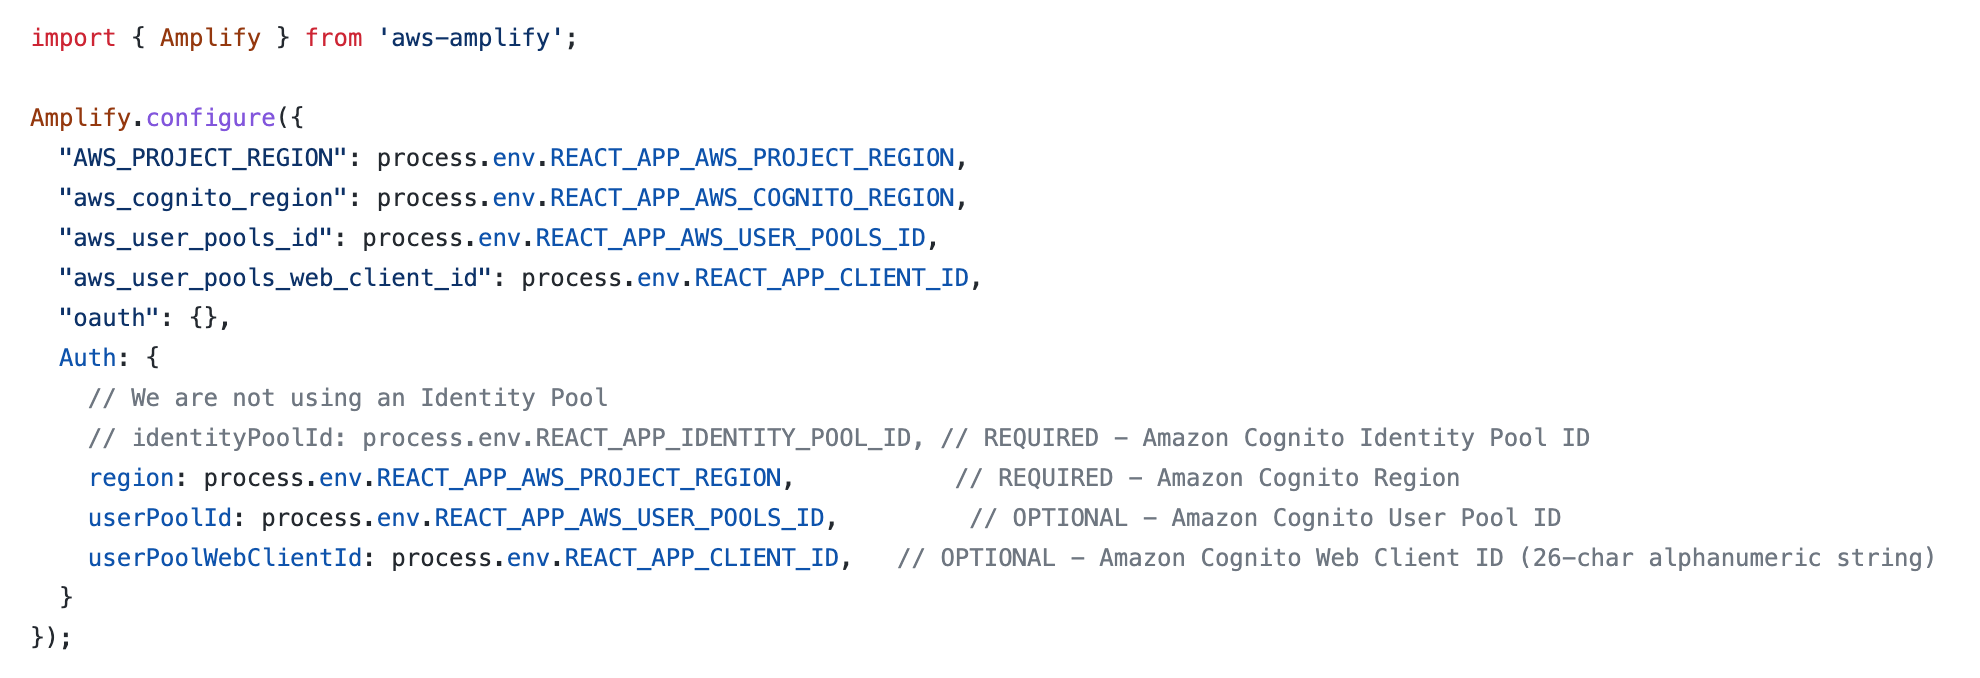 import { Amplify } from 'aws-amplify';
Amplify.configure({
"AWS_PROJECT_REGION": process.env.REACT_APP_AWS_PROJECT_REGION,
"aws_cognito_region": process.env.REACT_APP_AWS_COGNITO_REGION,
"aws_user_pools_id": process.env.REACT_APP_AWS_USER_POOLS_ID,
"aws_user_pools_web_client_id": process.env.REACT_APP_CLIENT_ID,
"oauth": {},
Auth: {
// We are not using an Identity Pool
// identityPoolId: process.env.REACT_APP_IDENTITY_POOL_ID, // REQUIRED - Amazon Cognito Identity Pool ID
region: process.env.REACT_APP_AWS_PROJECT_REGION, // REQUIRED - Amazon Cognito Region
userPoolId: process.env.REACT_APP_AWS_USER_POOLS_ID, // OPTIONAL - Amazon Cognito User Pool ID
userPoolWebClientId: process.env.REACT_APP_CLIENT_ID, // OPTIONAL - Amazon Cognito Web Client ID (26-char alphanumeric string)
}
});